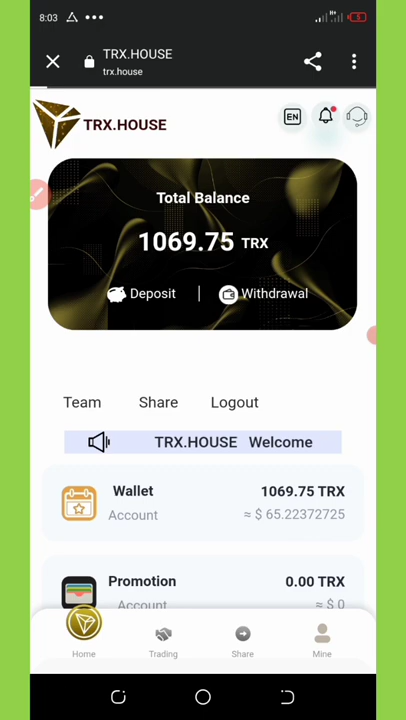 8:03
H+
5
TRX.HOUSE
trx.house
TRX.HOUSE
EN
Total Balance
1069.75 TRX
Deposit | Withdrawal
Team Share Logout
TRX.HOUSE Welcome
Wallet 1069.75 TRX
Account ≈ $ 65.22372725
Promotion 0.00 TRX
Account ≈ $ 0
Home Trading Share Mine